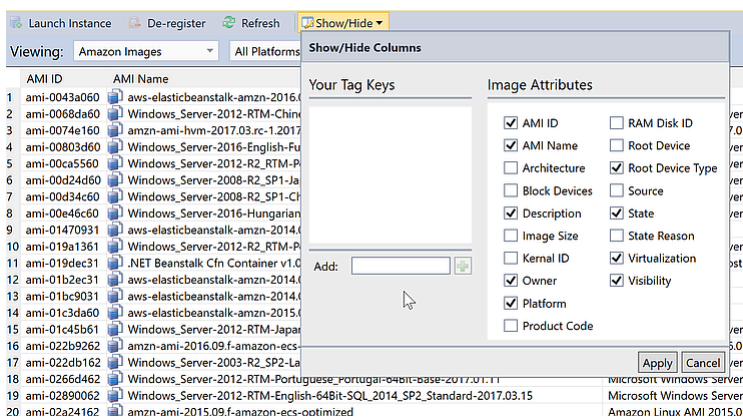 Launch Instance De-register Refresh Show/Hide
Viewing: Amazon Images All Platforms
Show/Hide Columns
Your Tag Keys Image Attributes
AMI ID RAM Disk ID
AMI Name Root Device
Architecture Root Device Type
Block Devices Source
Description State
Image Size State Reason
Kernal ID Virtualization
Owner Visibility
Platform
Product Code
Add:
Apply Cancel
AMI ID AMI Name
1 ami-0043a060 aws-elasticbeanstalk-amzn-2016.0
2 ami-0068da60 Windows_Server-2012-RTM-Chine
3 ami-0074e160 amzn-ami-hvm-2017.03.rc-1.2017
4 ami-00803d60 Windows_Server-2016-English-Fu
5 ami-00ca5560 Windows_Server-2012-R2_RTM-P
6 ami-00d24d60 Windows_Server-2008-R2_SP1-Ja
7 ami-00d34c60 Windows_Server-2008-R2_SP1-C
8 ami-00e46c60 Windows_Server-2016-Hungarian
9 ami-01470931 aws-elasticbeanstalk-amzn-2014.0
10 ami-019a1361 Windows_Server-2012-R2_RTM-P
11 ami-019dec31 .NET Beanstalk Cfn Container v1.0
12 ami-01b2ec31 aws-elasticbeanstalk-amzn-2014.0
13 ami-01bc9031 aws-elasticbeanstalk-amzn-2014.0
14 ami-01c3da60 aws-elasticbeanstalk-amzn-2015.0
15 ami-01c45b61 Windows_Server-2012-RTM-Japan
16 ami-022b9262 amzn-ami-2016.09.f-amazon-ecs-
17 ami-022db162 Windows_Server-2003-R2_SP2-La
18 ami-0266d462 Windows_Server-2012-RTM-Portuguese_Portugal-64Bit-Base-2017.01.11 Microsoft Windows Server
19 ami-02890062 Windows_Server-2012-RTM-English-64Bit-SQL_2014_SP2_Standard-2017.03.15 Microsoft Windows Server
20 ami-02a24162 amzn-ami-2015.09.f-amazon-ecs-optimized Amazon Linux AMI 2015.0